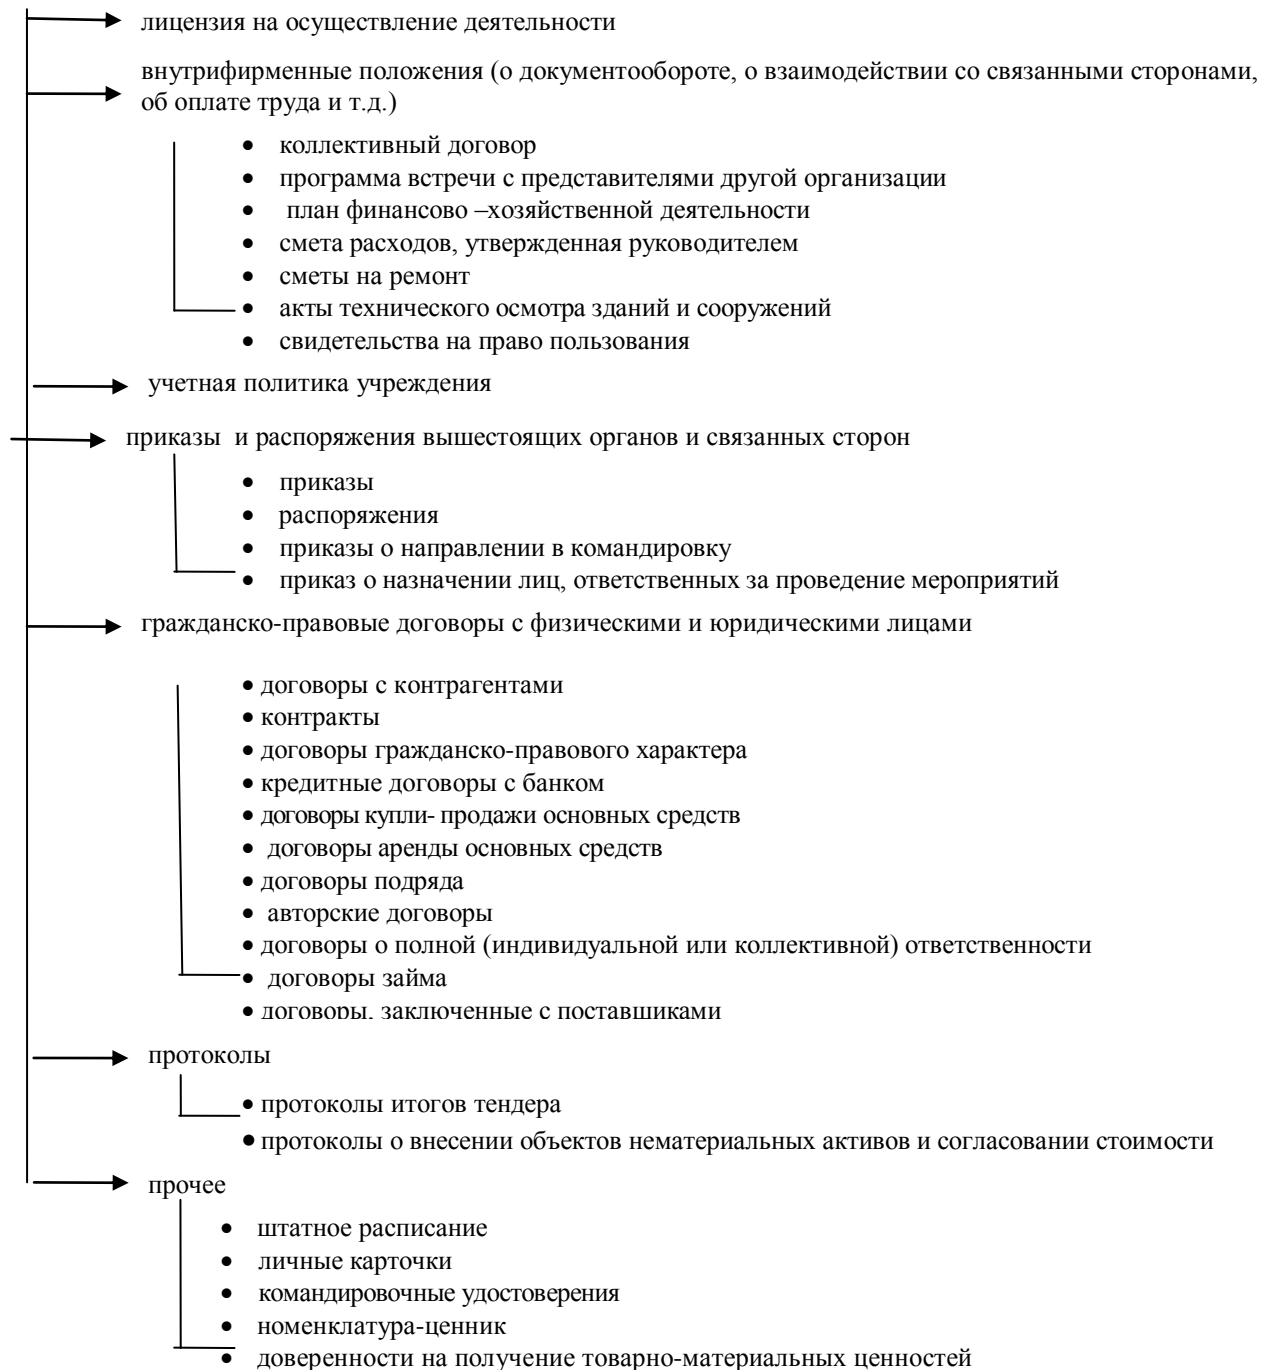 лицензия на осуществление деятельности
внутрифирменные положения (о документообороте, о взаимодействии со связанными сторонами,
об оплате труда и т.д.)
• коллективный договор
• программа встречи с представителями другой организации
• план финансово –хозяйственной деятельности
• смета расходов, утвержденная руководителем
• сметы на ремонт
• акты технического осмотра зданий и сооружений
• свидетельства на право пользования
учетная политика учреждения
приказы и распоряжения вышестоящих органов и связанных сторон
• приказы
• распоряжения
• приказы о направлении в командировку
• приказ о назначении лиц, ответственных за проведение мероприятий
гражданско-правовые договоры с физическими и юридическими лицами
• договоры с контрагентами
• контракты
• договоры гражданско-правового характера
• кредитные договоры с банком
• договоры купли- продажи основных средств
• договоры аренды основных средств
• договоры подряда
• авторские договоры
• договоры о полной (индивидуальной или коллективной) ответственности
• договоры займа
• договоры, заключенные с поставщиками
протоколы
• протоколы итогов тендера
• протоколы о внесении объектов нематериальных активов и согласовании стоимости
прочее
• штатное расписание
• личные карточки
• командировочные удостоверения
• номенклатура-ценник
• доверенности на получение товарно-материальных ценностей